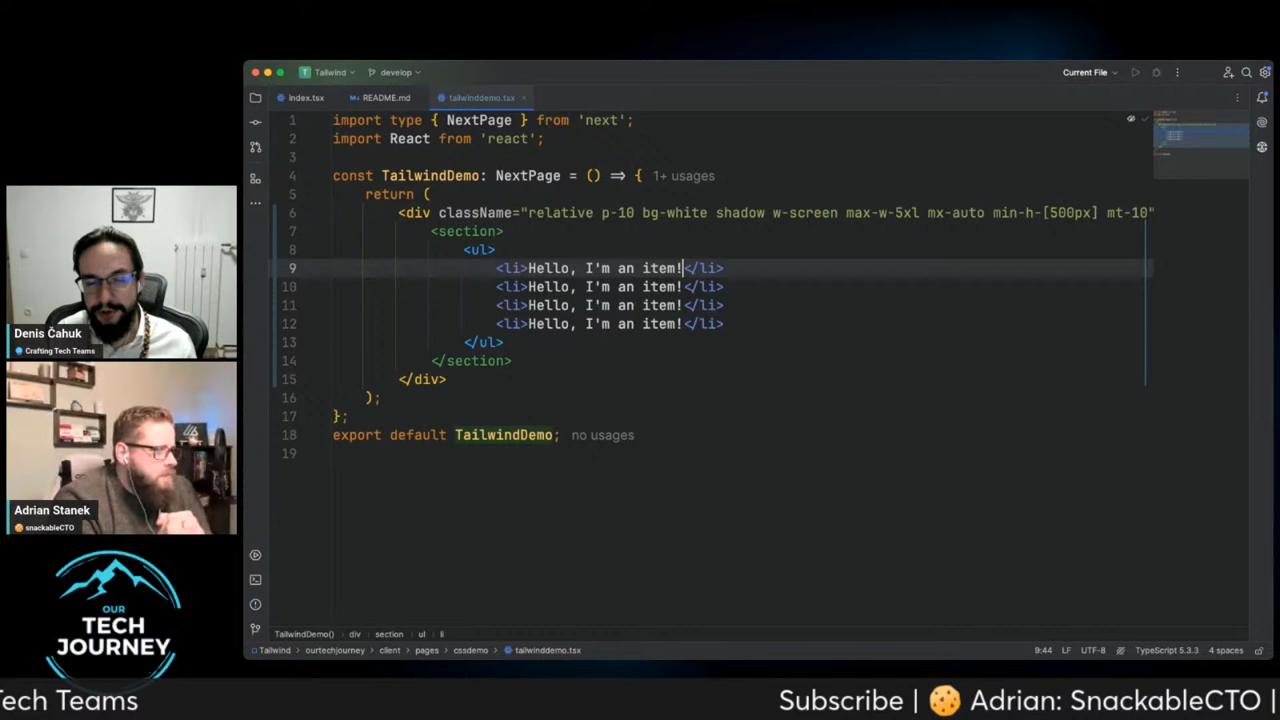 Tailwind
develop
Current File
index.tsx
README.md
tailwinddemo.tsx
1 import type { NextPage } from 'next';
2 import React from 'react';
3
4 const TailwindDemo: NextPage = () => { 1+ usages
5 return (
6 <div className="relative p-10 bg-white shadow w-screen max-w-5xl mx-auto min-h-[500px] mt-10"
7 <section>
8 <ul>
9 <li>Hello, I'm an item!</li>
10 <li>Hello, I'm an item!</li>
11 <li>Hello, I'm an item!</li>
12 <li>Hello, I'm an item!</li>
13 </ul>
14 </section>
15 </div>
16 );
17 };
18 export default TailwindDemo; no usages
19
TailwindDemo() div section ul li
Tailwind ourtechjourney client pages cssdemo tailwinddemo.tsx
9:44 LF UTF-8 TypeScript 5.3.3 4 spaces
Denis Čahuk
Crafting Tech Teams
Adrian Stanek
snackableCTO
OUR
TECH
JOURNEY
Tech Teams
Subscribe | Adrian: SnackableCTO |